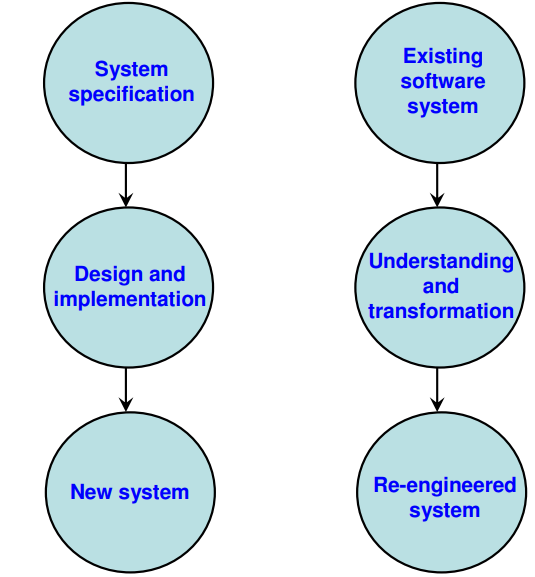 System
specification
Design and
implementation
New system
Existing
software
system
Understanding
and
transformation
Re-engineered
system